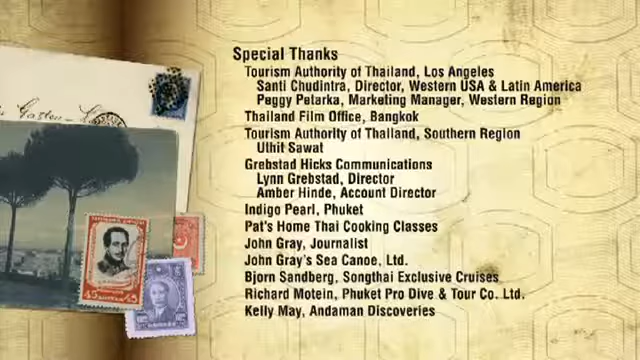 Special Thanks
Tourism Authority of Thailand, Los Angeles
Santi Chudintra, Director, Western USA & Latin America
Peggy Petarka, Marketing Manager, Western Region
Thailand Film Office, Bangkok
Tourism Authority of Thailand, Southern Region
Uthit Sawat
Grebstad Hicks Communications
Lynn Grebstad, Director
Amber Hinde, Account Director
Indigo Pearl, Phuket
Pat's Home Thai Cooking Classes
John Gray, Journalist
John Gray's Sea Canoe, Ltd.
Bjorn Sandberg, Songthai Exclusive Cruises
Richard Motein, Phuket Pro Dive & Tour Co. Ltd.
Kelly May, Andaman Discoveries
45
45